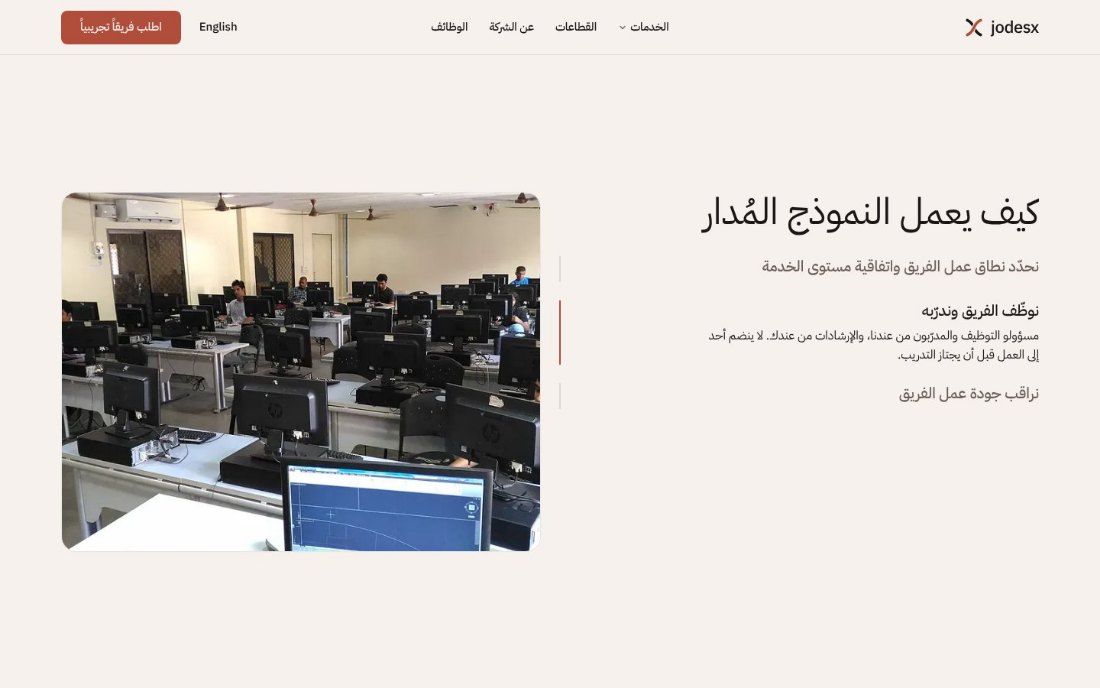 jodesx
الخدمات
القطاعات
عن الشركة
الوظائف
English
اطلب فريقاً تجريبياً
كيف يعمل النموذج المُدار
نحدّد نطاق عمل الفريق واتفاقية مستوى الخدمة
نوظّف الفريق وندرّبه
مسؤولو التوظيف والمدرّبون من عندنا، والإرشادات من عندك. لا ينضم أحد
إلى العمل قبل أن يجتاز التدريب.
نراقب جودة عمل الفريق